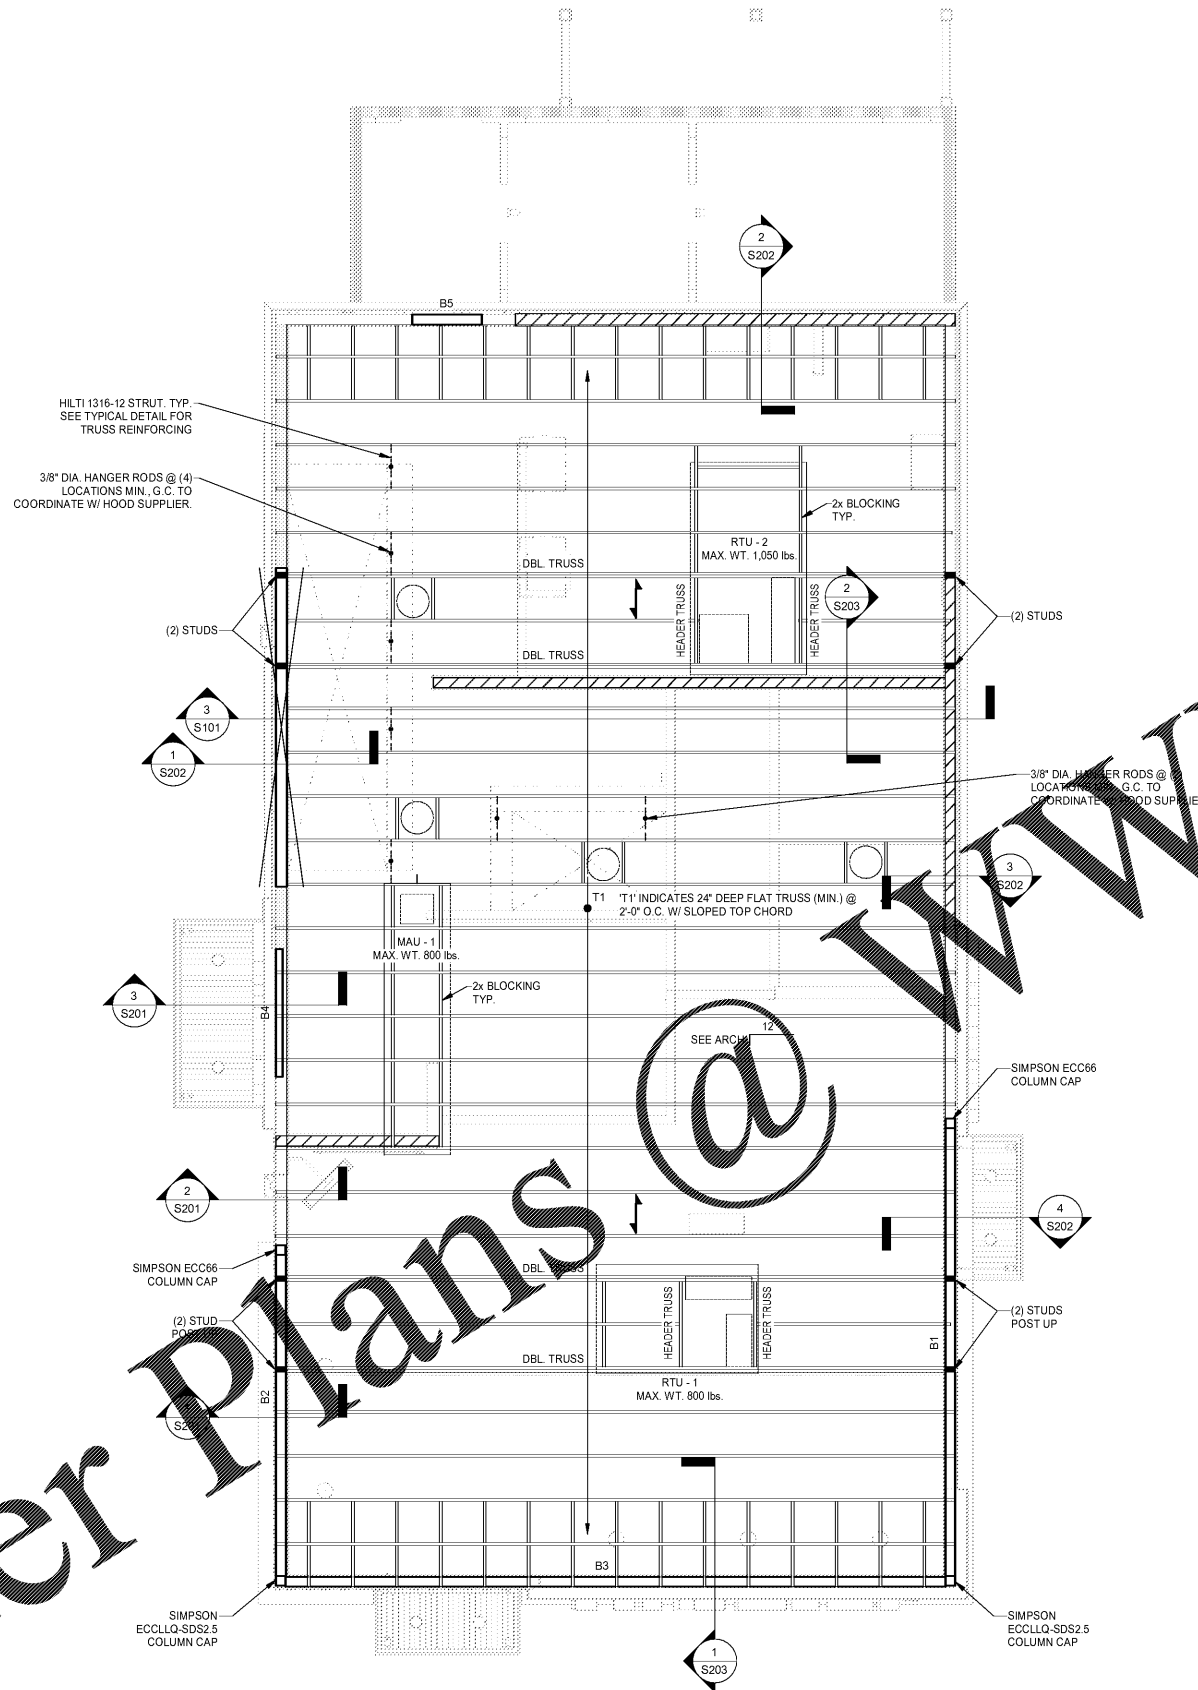 2
S202
B5
HILTI 1316-12 STRUT. TYP.
SEE TYPICAL DETAIL FOR
TRUSS REINFORCING
3/8" DIA. HANGER RODS @ (4)
LOCATIONS MIN., G.C. TO
COORDINATE W/ HOOD SUPPLIER.
2x BLOCKING
TYP.
RTU - 2
MAX. WT. 1,050 lbs.
DBL. TRUSS
HEADER TRUSS
HEADER TRUSS
2
S203
(2) STUDS
(2) STUDS
DBL. TRUSS
3
S101
1
S202
3/8" DIA. HANGER RODS @
LOCATIONS MIN., G.C. TO
COORDINATE W/ HOOD SUPPLIE
3
S202
T1
'T1' INDICATES 24" DEEP FLAT TRUSS (MIN.) @
2'-0" O.C. W/ SLOPED TOP CHORD
MAU - 1
MAX. WT. 800 lbs.
2x BLOCKING
TYP.
3
S201
B4
12
SEE ARCH
SIMPSON ECC66
COLUMN CAP
2
S201
4
S202
SIMPSON ECC66
COLUMN CAP
DBL. TRUSS
(2) STUD
POST UP
HEADER TRUSS
HEADER TRUSS
(2) STUDS
POST UP
B1
DBL. TRUSS
RTU - 1
MAX. WT. 800 lbs.
B2
B3
SIMPSON
ECCLLQ-SDS2.5
COLUMN CAP
SIMPSON
ECCLLQ-SDS2.5
COLUMN CAP
1
S203
er Plans @ www